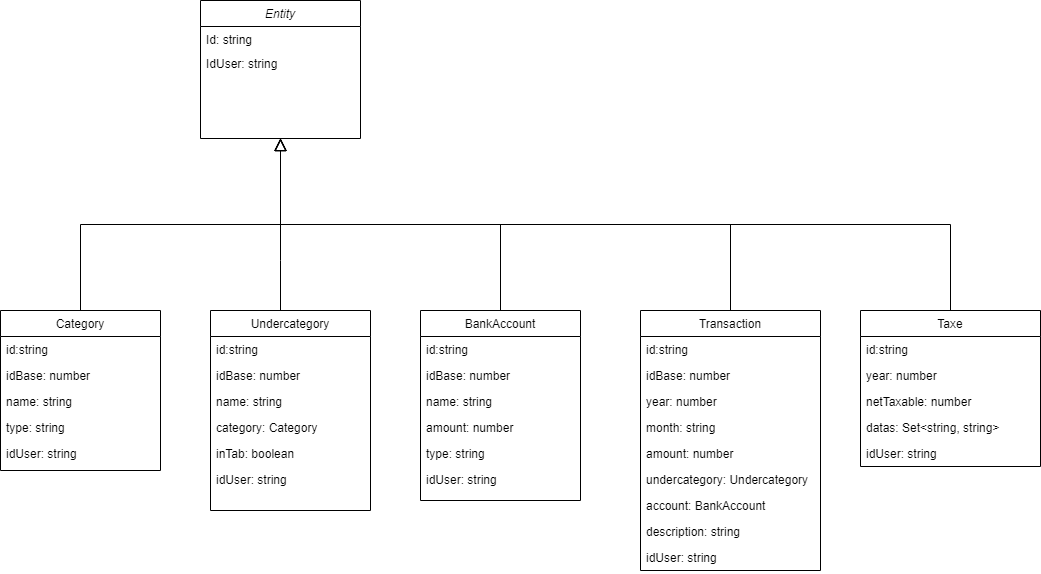 Entity
Id: string
IdUser: string
Category
id:string
idBase: number
name: string
type: string
idUser: string
Undercategory
id:string
idBase: number
name: string
category: Category
inTab: boolean
idUser: string
BankAccount
id:string
idBase: number
name: string
amount: number
type: string
idUser: string
Transaction
id:string
idBase: number
year: number
month: string
amount: number
undercategory: Undercategory
account: BankAccount
description: string
idUser: string
Taxe
id:string
year: number
netTaxable: number
datas: Set<string, string>
idUser: string